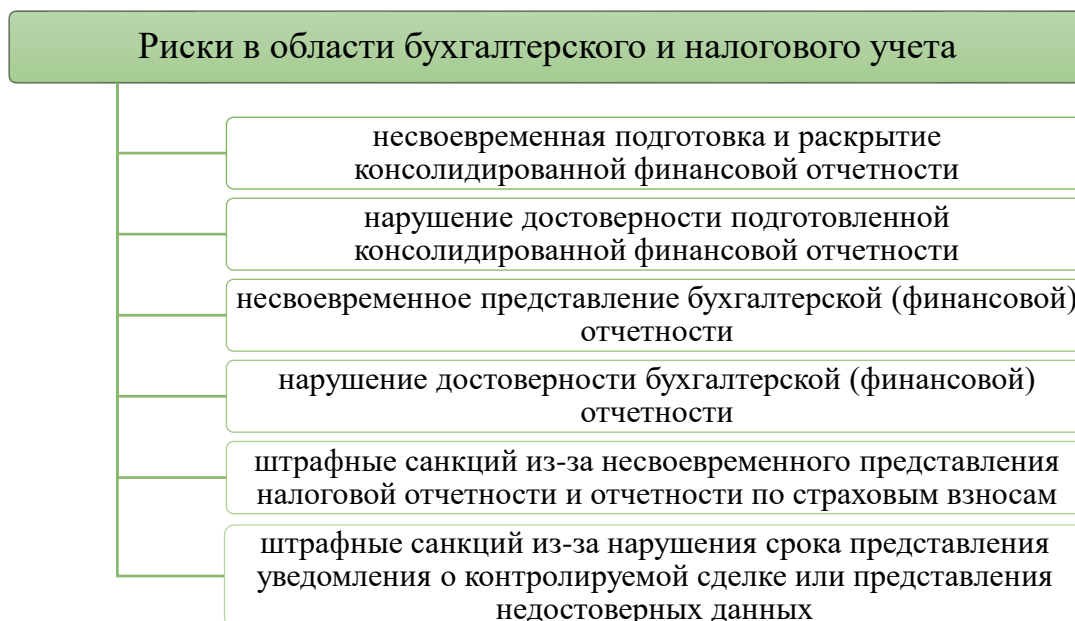 Риски в области бухгалтерского и налогового учета
несвоевременная подготовка и раскрытие
консолидированной финансовой отчетности
нарушение достоверности подготовленной
консолидированной финансовой отчетности
несвоевременное представление бухгалтерской (финансовой)
отчетности
нарушение достоверности бухгалтерской (финансовой)
отчетности
штрафные санкций из-за несвоевременного представления
налоговой отчетности и отчетности по страховым взносам
штрафные санкций из-за нарушения срока представления
уведомления о контролируемой сделке или представления
недостоверных данных